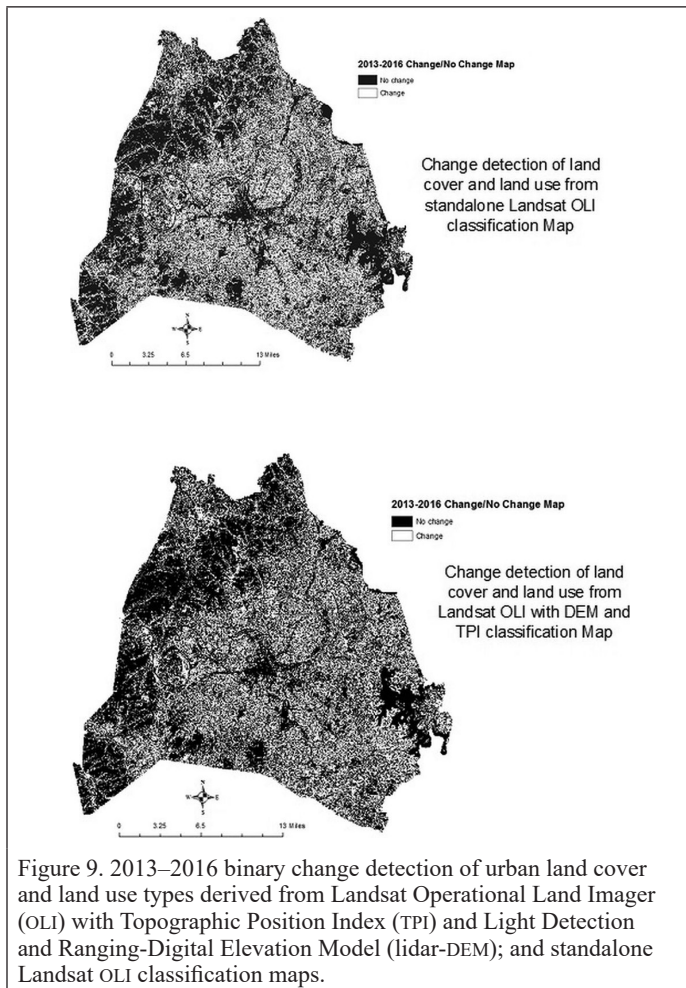 2013-2016 Change/No Change Map
No change
Change
Change detection of land
cover and land use from
standalone Landsat OLI
classification Map
N
W E
S
0 3.25 6.5 13 Miles
2013-2016 Change/No Change Map
No change
Change
Change detection of land
cover and land use from
Landsat OLI with DEM and
TPI classification Map
N
W E
S
0 3.25 6.5 13 Miles
Figure 9. 2013–2016 binary change detection of urban land cover
and land use types derived from Landsat Operational Land Imager
(OLI) with Topographic Position Index (TPI) and Light Detection
and Ranging-Digital Elevation Model (lidar-DEM); and standalone
Landsat OLI classification maps.